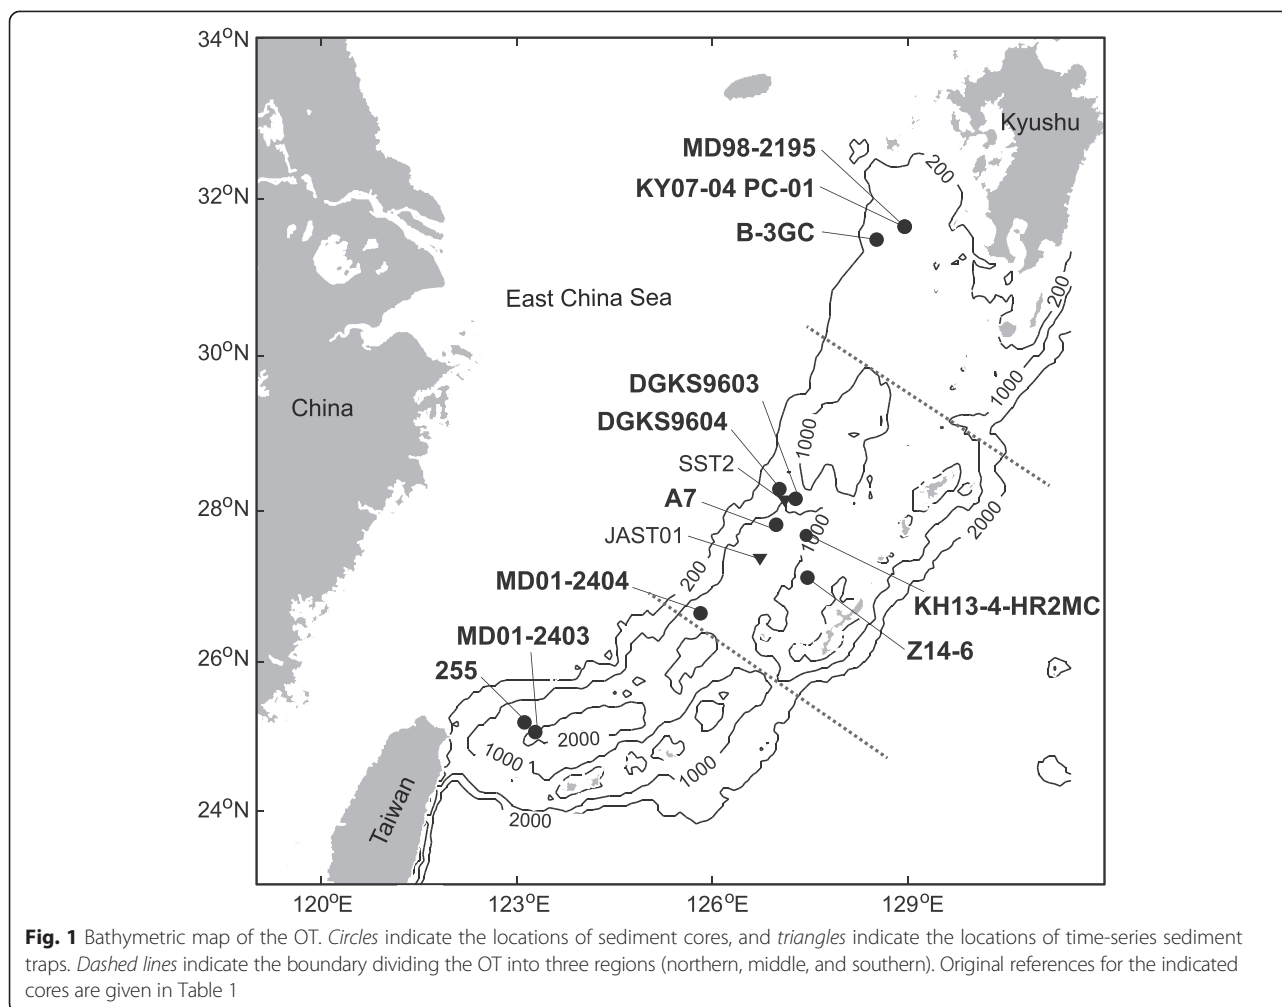 34°N
32°N
30°N
28°N
26°N
24°N
120°E
123°E
126°E
129°E
Kyushu
MD98-2195
200
KY07-04 PC-01
B-3GC
East China Sea
200
1000
DGKS9603
China
DGKS9604
1000
SST2
A7
2000
1000
JAST01
200
MD01-2404
KH13-4-HR2MC
MD01-2403
Z14-6
255
2000
1000
1
1000
Taiwan
2000
Fig. 1 Bathymetric map of the OT. Circles indicate the locations of sediment cores, and triangles indicate the locations of time-series sediment
traps. Dashed lines indicate the boundary dividing the OT into three regions (northern, middle, and southern). Original references for the indicated
cores are given in Table 1